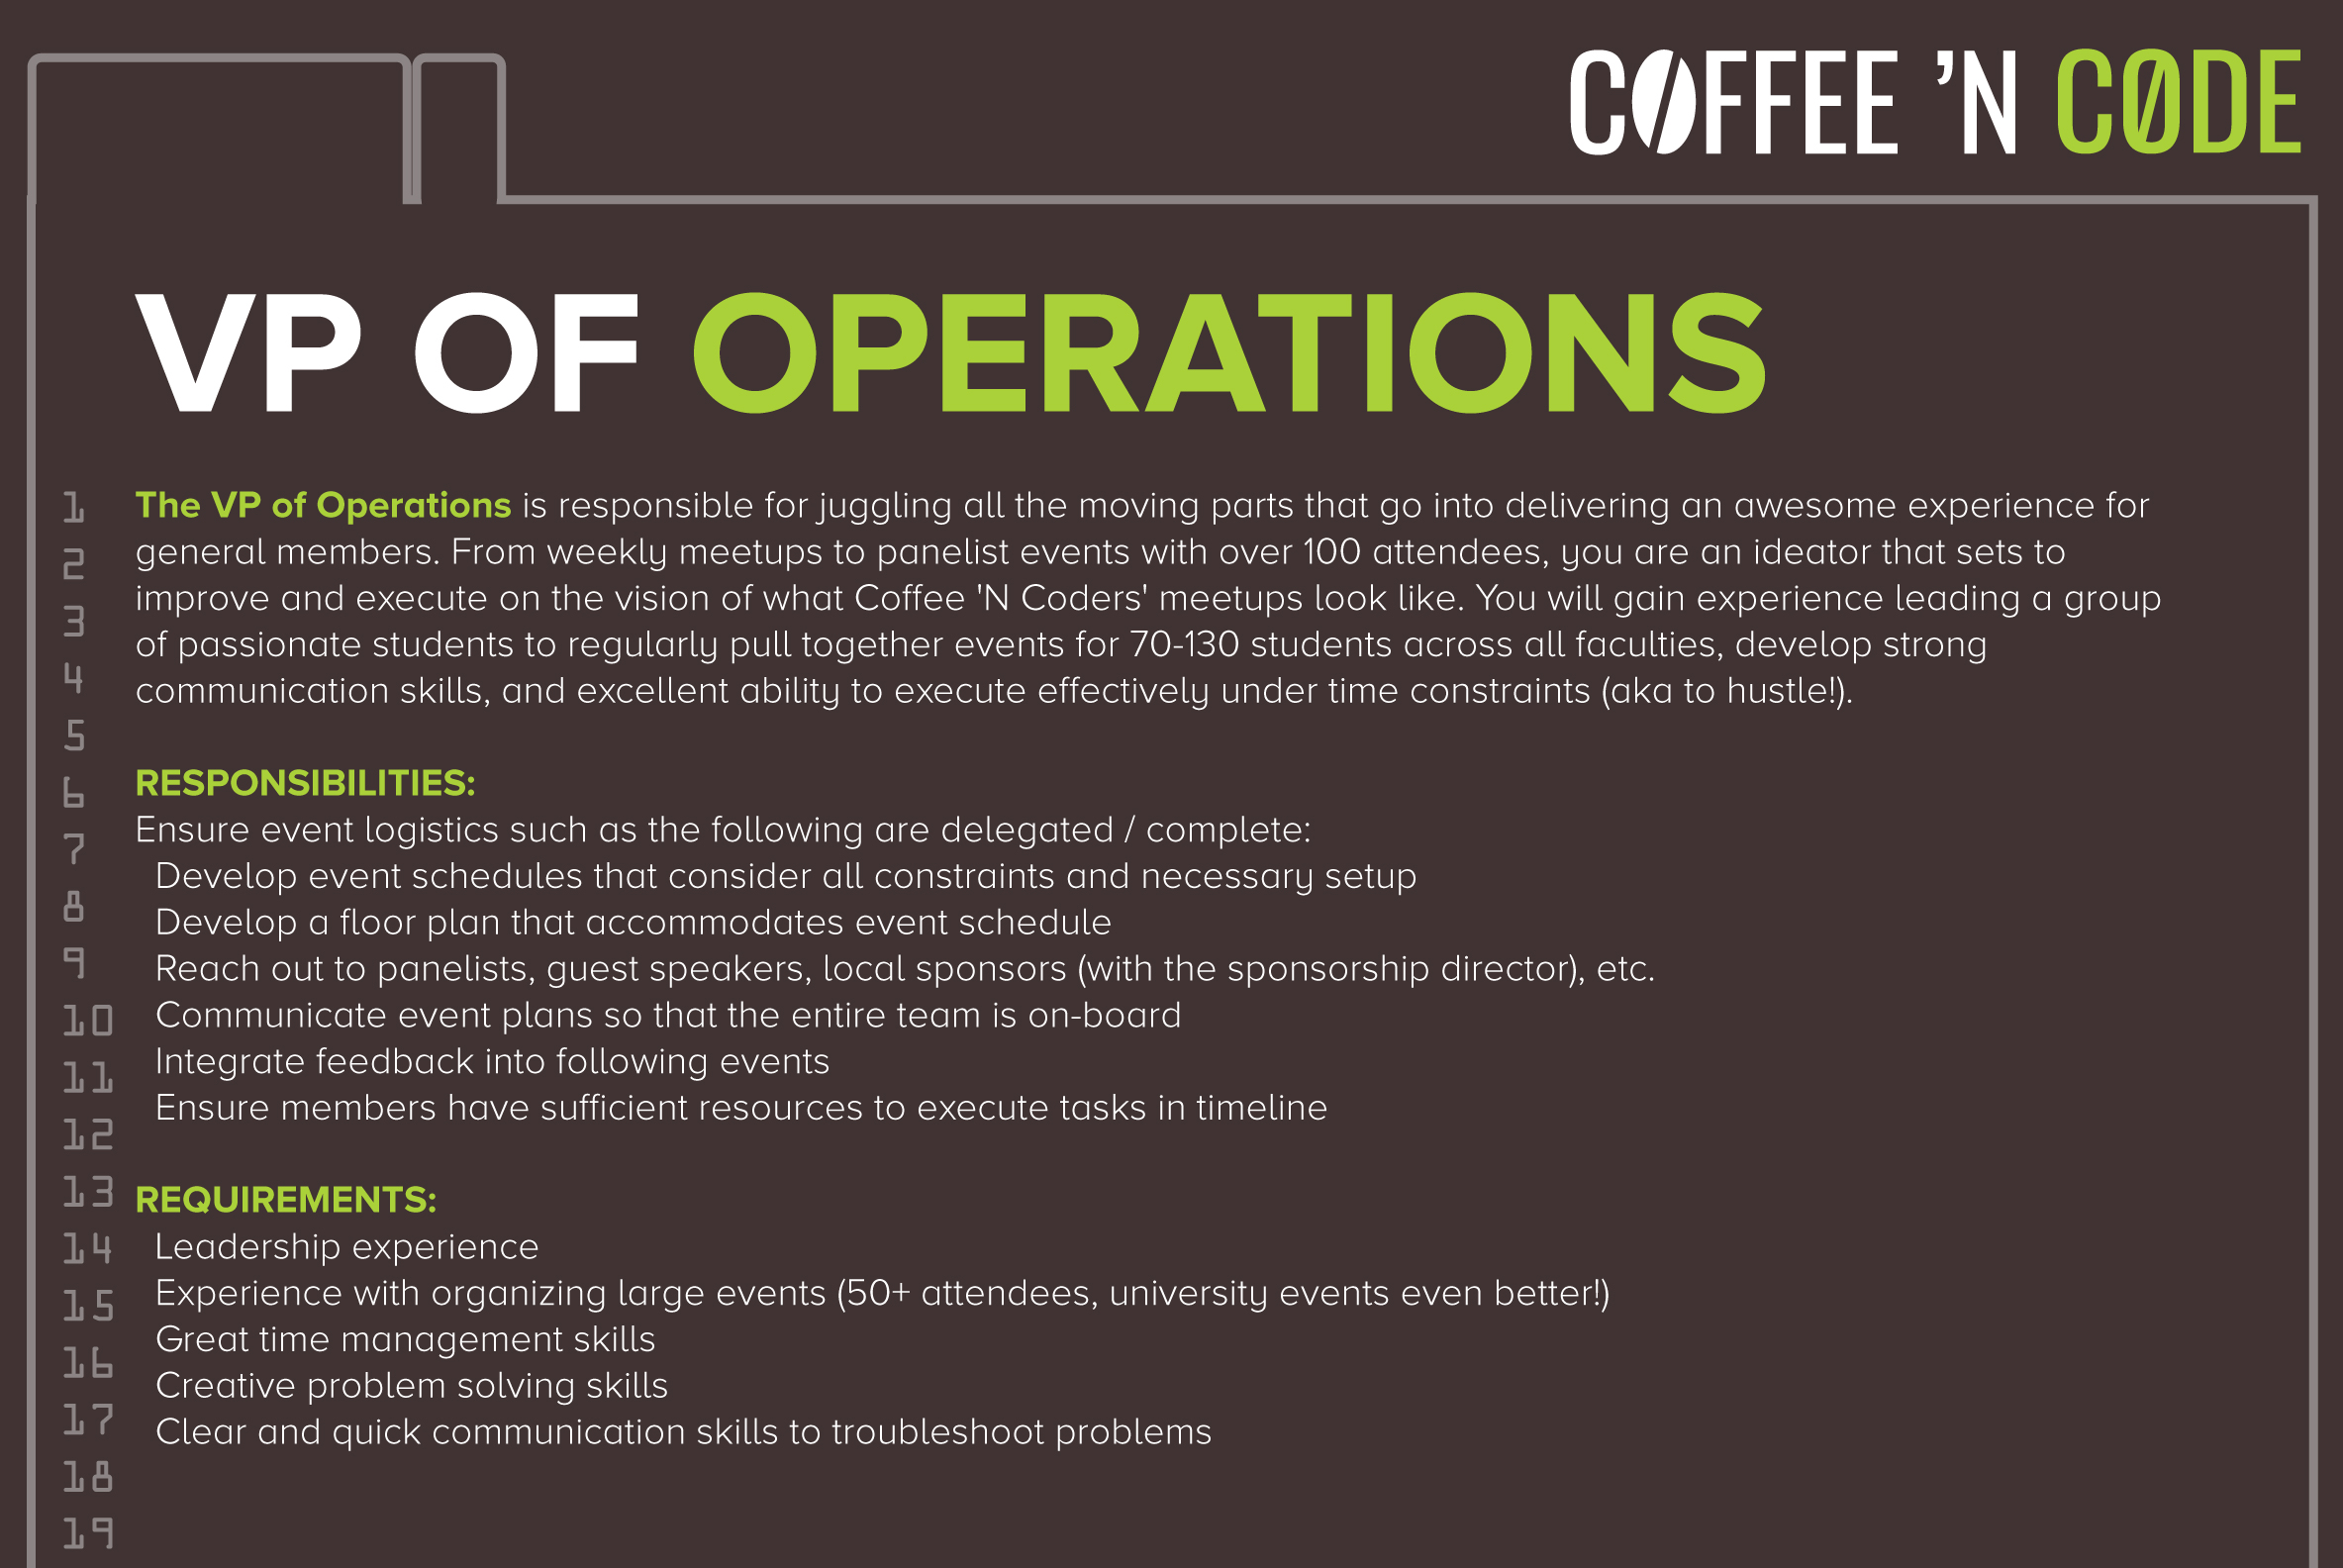 COFFEE 'N CODE
VP OF OPERATIONS
1
2
3
4
5
6
7
8
9
10
11
12
13
14
15
16
17
18
19
The VP of Operations is responsible for juggling all the moving parts that go into delivering an awesome experience for
general members. From weekly meetups to panelist events with over 100 attendees, you are an ideator that sets to
improve and execute on the vision of what Coffee 'N Coders' meetups look like. You will gain experience leading a group
of passionate students to regularly pull together events for 70-130 students across all faculties, develop strong
communication skills, and excellent ability to execute effectively under time constraints (aka to hustle!).
RESPONSIBILITIES:
Ensure event logistics such as the following are delegated / complete:
Develop event schedules that consider all constraints and necessary setup
Develop a floor plan that accommodates event schedule
Reach out to panelists, guest speakers, local sponsors (with the sponsorship director), etc.
Communicate event plans so that the entire team is on-board
Integrate feedback into following events
Ensure members have sufficient resources to execute tasks in timeline
REQUIREMENTS:
Leadership experience
Experience with organizing large events (50+ attendees, university events even better!)
Great time management skills
Creative problem solving skills
Clear and quick communication skills to troubleshoot problems